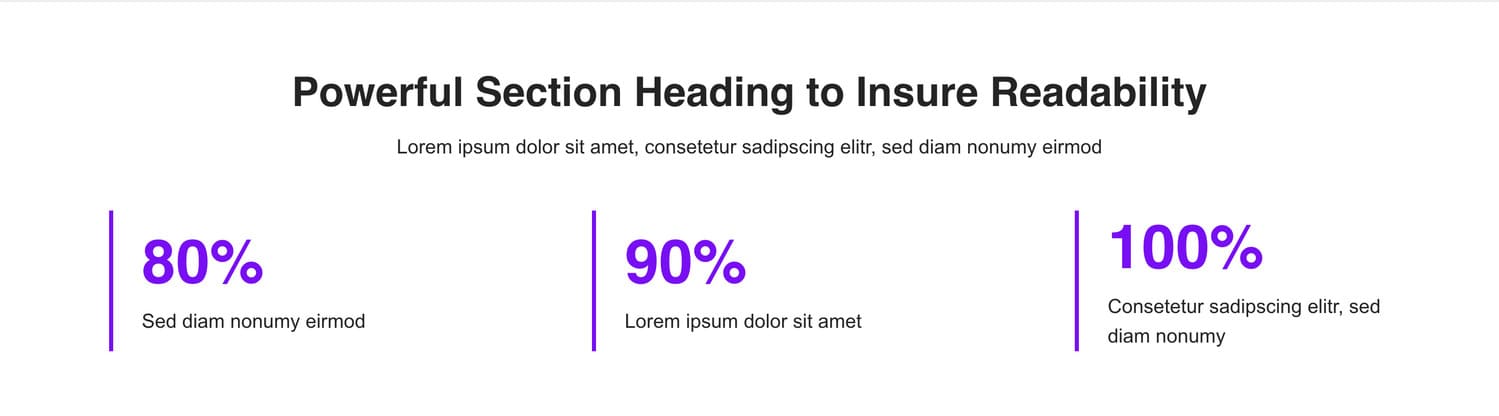 Powerful Section Heading to Insure Readability
Lorem ipsum dolor sit amet, consetetur sadipscing elitr, sed diam nonumy eirmod
80%
Sed diam nonumy eirmod
90%
Lorem ipsum dolor sit amet
100%
Consetetur sadipscing elitr, sed
diam nonumy